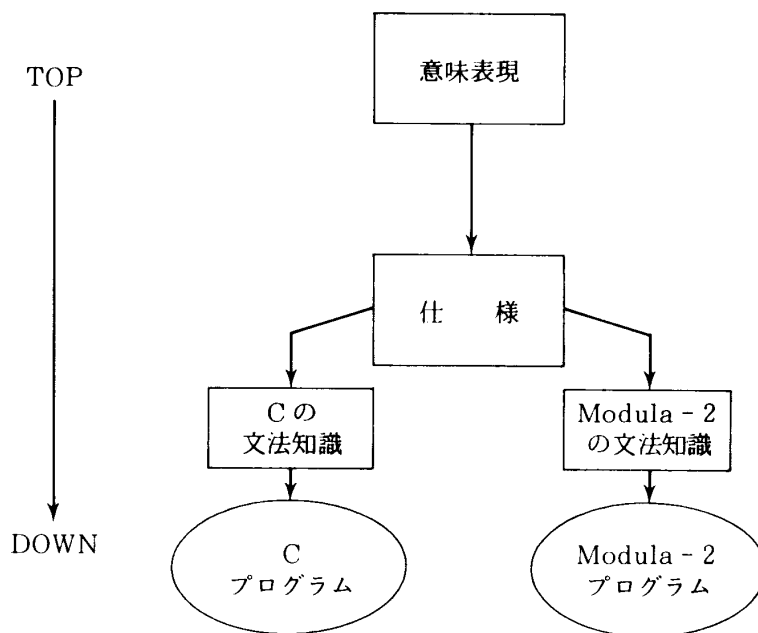 TOP
意味表現
仕 様
Cの
文法知識
Modula-2
の文法知識
DOWN
C
プログラム
Modula-2
プログラム